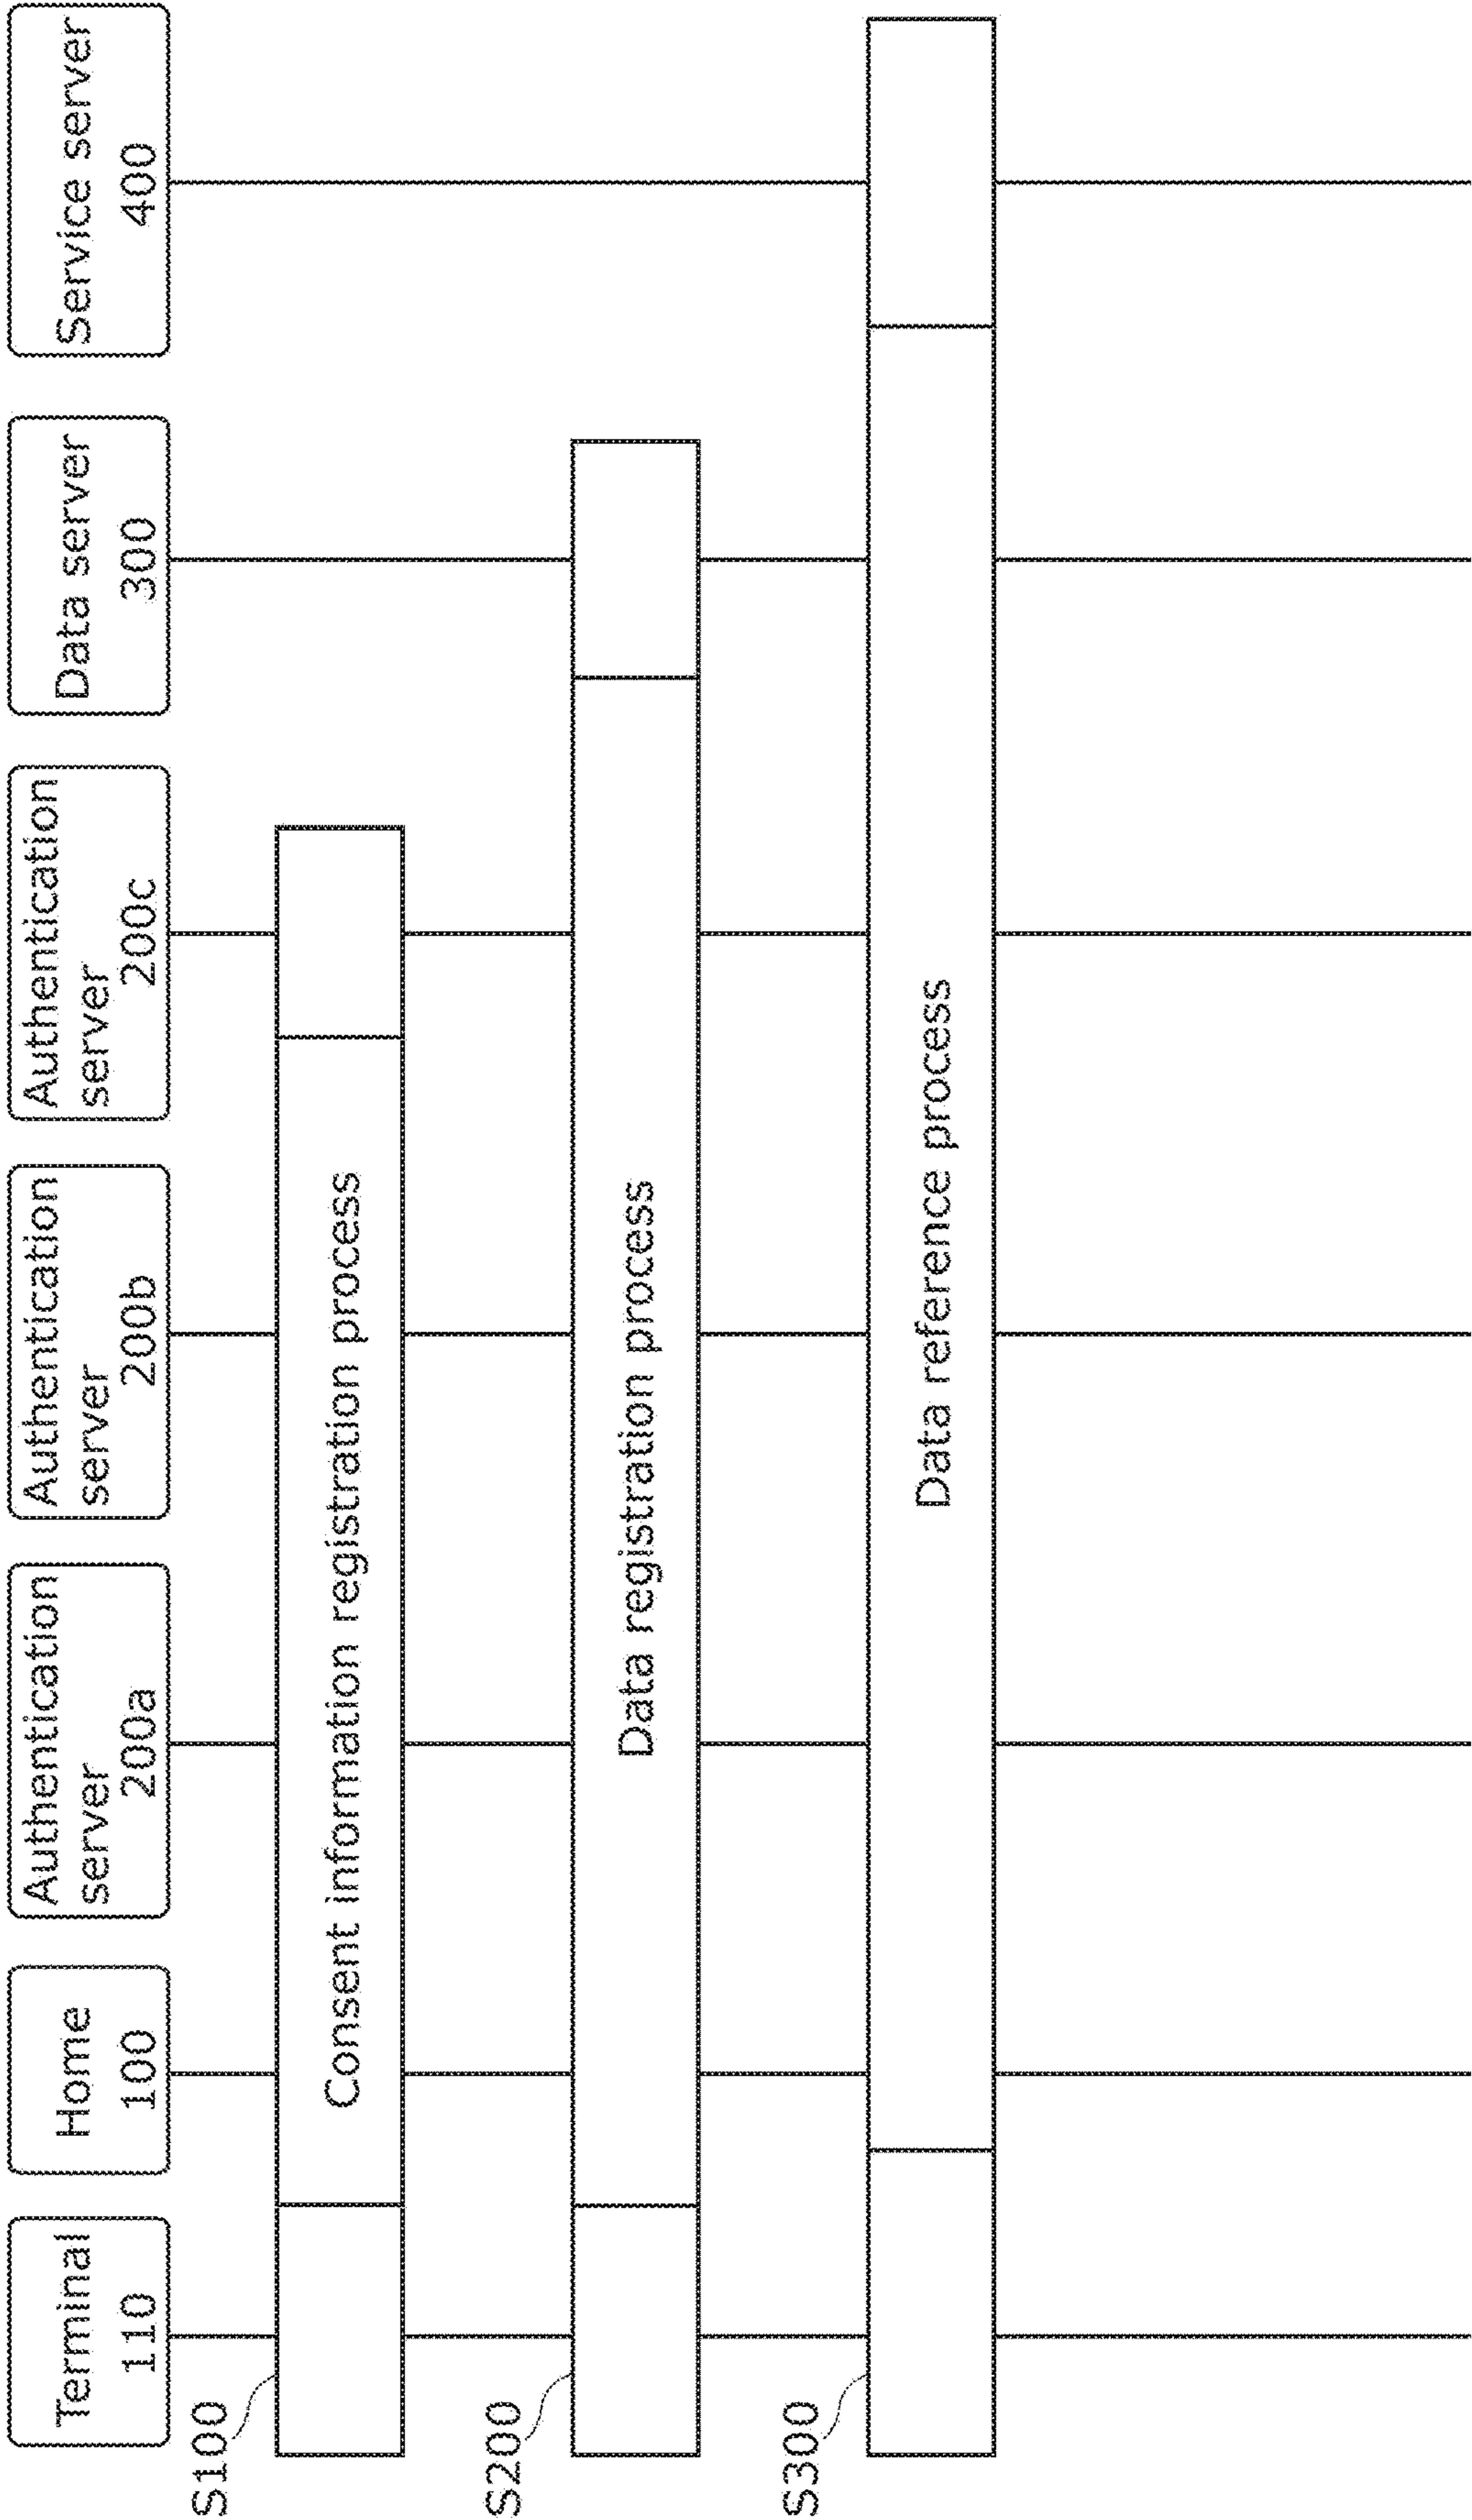 Terminal
110
Home
100
Authentication
server
200a
Authentication
server
200b
Authentication
server
200c
Data server
300
Service server
400
S100
Consent information registration process
S200
Data registration process
S300
Data reference process